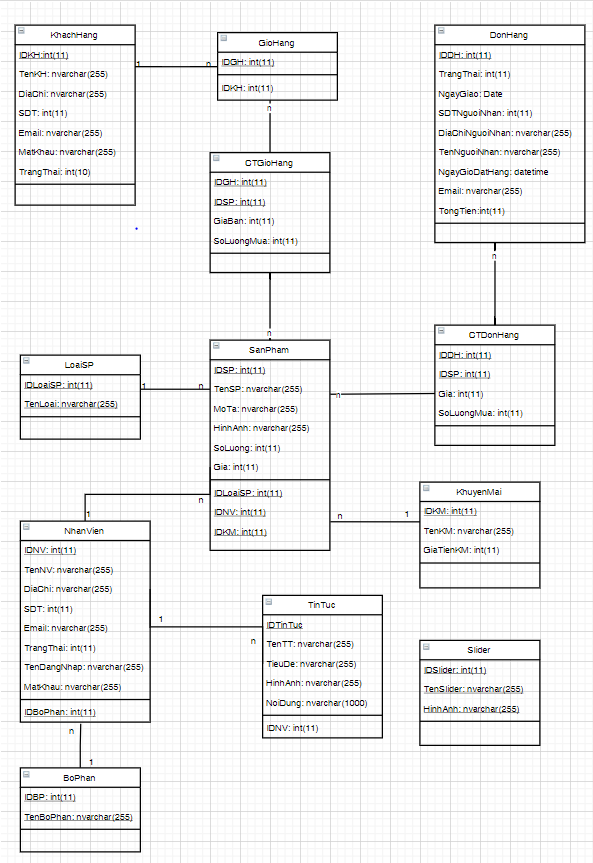 KhachHang
IDKH:int(11)
TenKH: nvarchar(255)
DiaChi: nvarchar(255)
SDT: int(11)
Email: nvarchar(255)
MatKhau: nvarchar(255)
TrangThai: int(10)
1
n
GioHang
IDGH: int(11)
IDKH: int(11)
n
DonHang
IDDH: int(11)
TrangThai: int(11)
NgayGiao: Date
SDTNguoiNhan: int(11)
DiaChiNguoiNhan: nvarchar(255)
TenNguoiNhan: nvarchar(255)
NgayGioDatHang: datetime
Email: nvarchar(255)
TongTien:int(11)
n
CTGioHang
IDGH: int(11)
IDSP: int(11)
GiaBan: int(11)
SoLuongMua: int(11)
n
CTDonHang
IDDH: int(11)
IDSP: int(11)
Gia: int(11)
SoLuongMua: int(11)
n
LoaiSP
IDLoaiSP: int(11)
TenLoai: nvarchar(255)
1
n
SanPham
IDSP: int(11)
TenSP: nvarchar(255)
MoTa: nvarchar(255)
HinhAnh: nvarchar(255)
SoLuong: int(11)
Gia: int(11)
IDLoaiSP: int(11)
IDNV: int(11)
IDKM: int(11)
n
1
n
1
KhuyenMai
IDKM: int(11)
TenKM: nvarchar(255)
GiaTienKM: int(11)
NhanVien
IDNV: int(11)
TenNV: nvarchar(255)
DiaChi: nvarchar(255)
SDT: int(11)
Email: nvarchar(255)
TrangThai: int(11)
TenDangNhap: nvarchar(255)
MatKhau: nvarchar(255)
IDBoPhan: int(11)
1
n
TinTuc
IDTinTuc
TenTT: nvarchar(255)
TieuDe: nvarchar(255)
HinhAnh: nvarchar(255)
NoiDung: nvarchar(1000)
IDNV: int(11)
Slider
IDSlider: int(11)
TenSlider: nvarchar(255)
HinhAnh: nvarchar(255)
n
1
BoPhan
IDBP: int(11)
TenBoPhan: nvarchar(255)